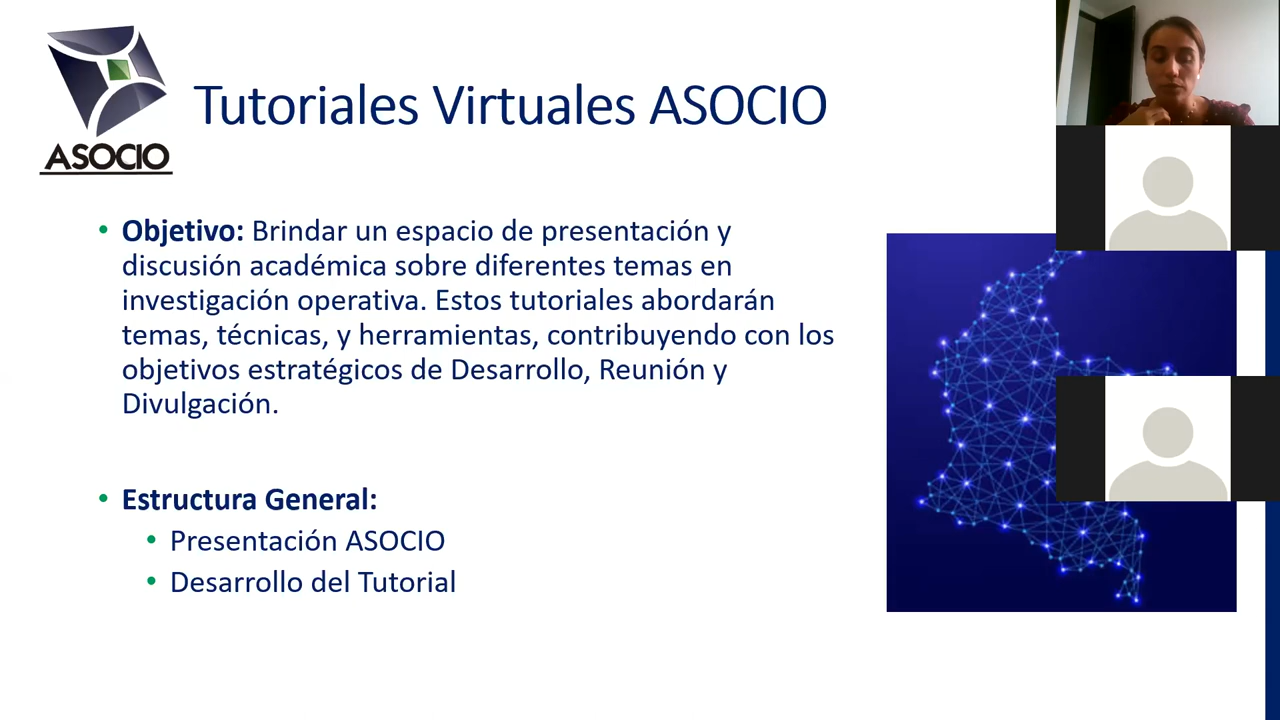 Tutoriales Virtuales ASOCIO
ASOCIO
• Objetivo: Brindar un espacio de presentación y
discusión académica sobre diferentes temas en
investigación operativa. Estos tutoriales abordarán
temas, técnicas, y herramientas, contribuyendo con los
objetivos estratégicos de Desarrollo, Reunión y
Divulgación.
• Estructura General:
• Presentación ASOCIO
• Desarrollo del Tutorial